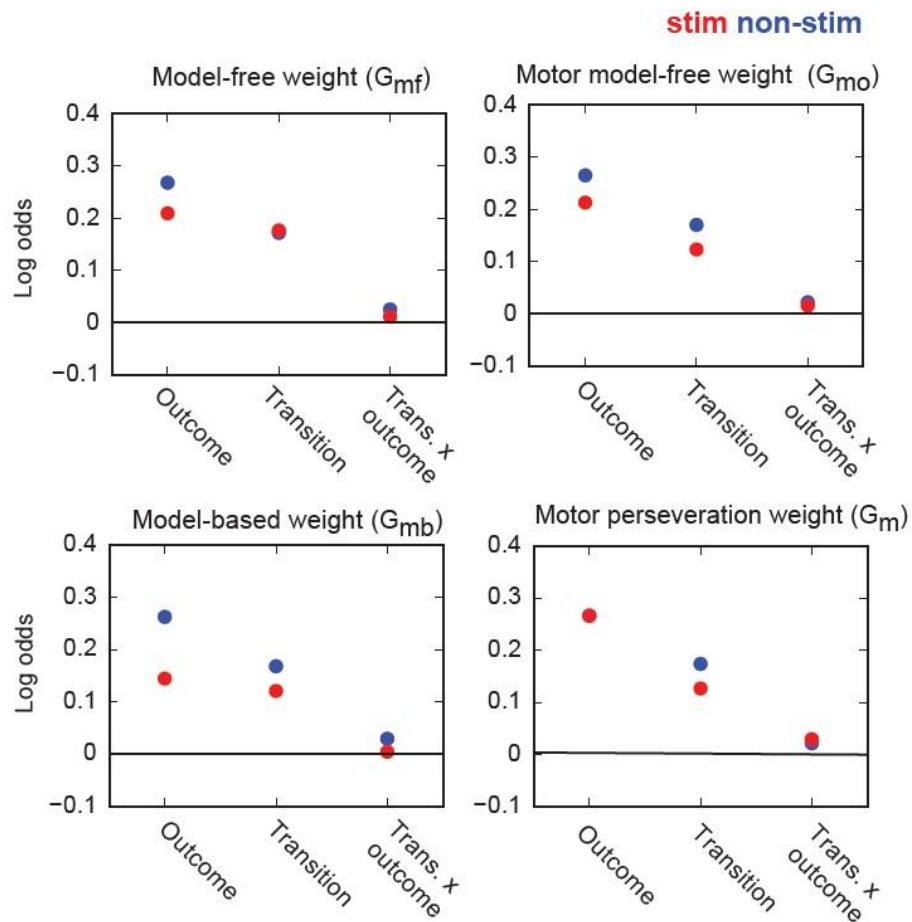 stim non-stim
Model-free weight (Gmf)
Motor model-free weight (Gmo)
Log odds
0.4
0.3
0.2
0.1
0
−0.1
Outcome
Transition
Trans. x
outcome
0.4
0.3
0.2
0.1
0
−0.1
Outcome
Transition
Trans. x
outcome
Model-based weight (Gmb)
Motor perseveration weight (Gm)
Log odds
0.4
0.3
0.2
0.1
0
−0.1
Outcome
Transition
Trans. x
outcome
0.4
0.3
0.2
0.1
0
−0.1
Outcome
Transition
Trans. x
outcome